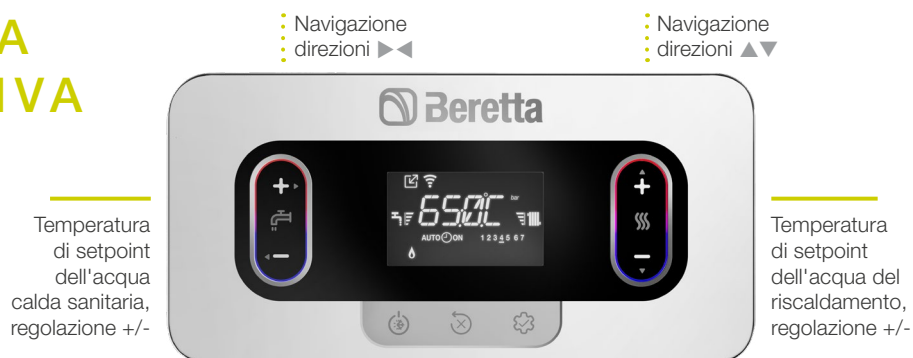 A
IVA
Navigazione
direzioni ▶◀
Navigazione
direzioni ▲▼
Beretta
Temperatura
di setpoint
dell'acqua
calda sanitaria,
regolazione +/-
+
−
65.0°C
bar
AUTO ON 1 2 3 4 5 6 7
+
−
Temperatura
di setpoint
dell'acqua del
riscaldamento,
regolazione +/-